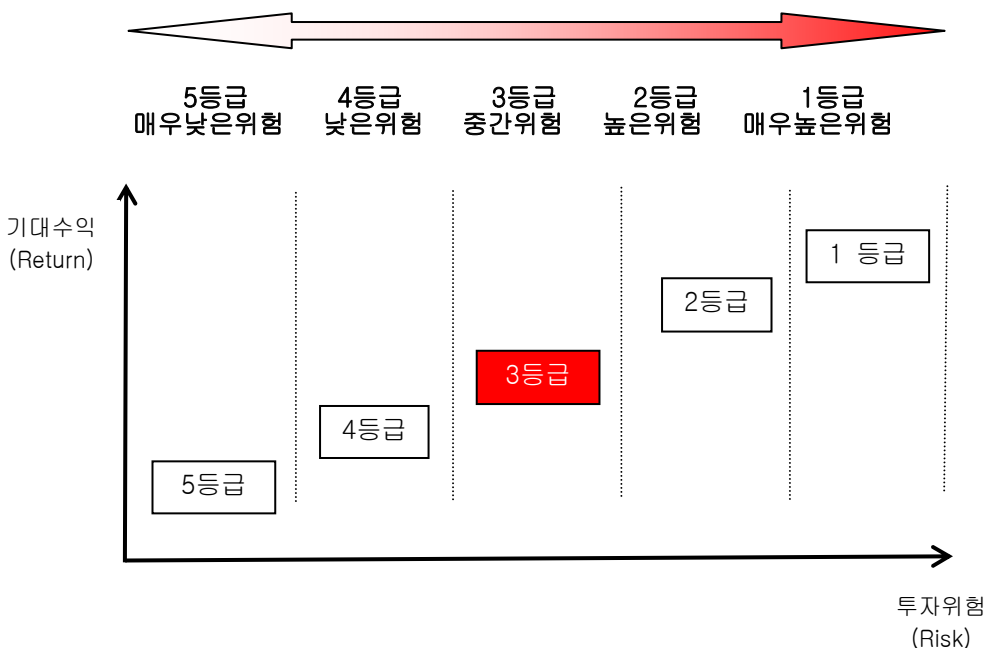 5등급 4등급 3등급 2등급 1등급
매우낮은위험 낮은위험 중간위험 높은위험 매우높은위험
기대수익
(Return)
1 등급
2등급
3등급
4등급
5등급
투자위험
(Risk)